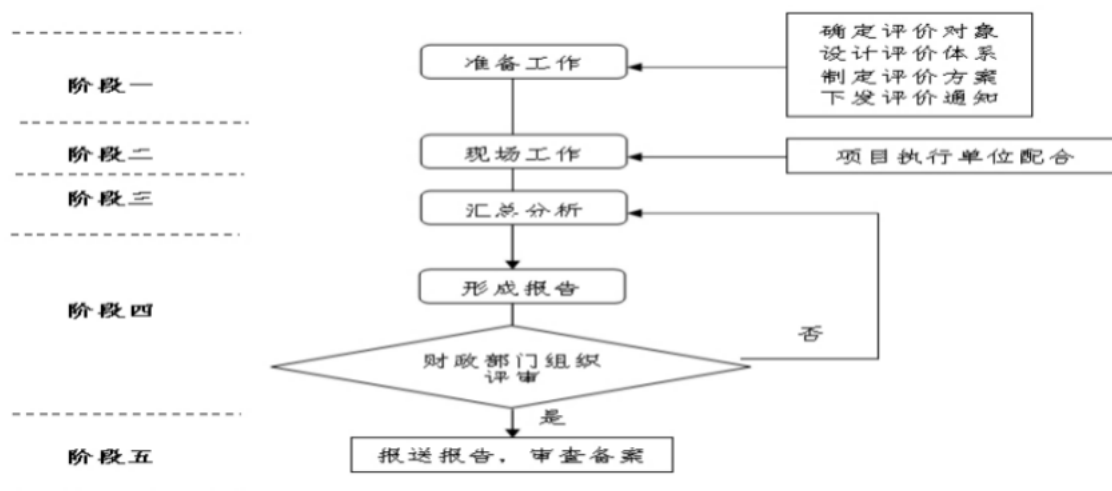 确定评价对象
设计评价体系
制定评价方案
下发评价通知
准备工作
阶段一
现场工作
项目执行单位配合
阶段二
汇总分析
阶段三
形成报告
阶段四
否
财政部门组织
评审
是
报送报告，审查备案
阶段五